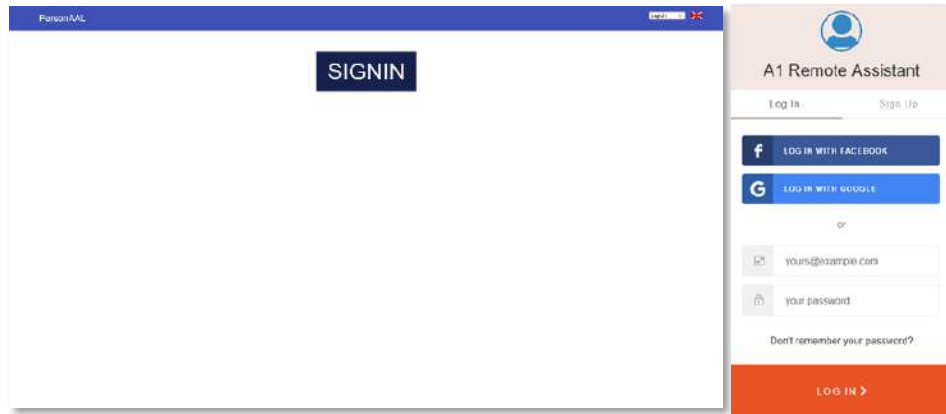 PersonAAL
English
SIGNIN
A1 Remote Assistant
Log In
Sign Up
f
LOG IN WITH FACEBOOK
G
LOG IN WITH GOOGLE
or
yours@example.com
your password
Don't remember your password?
LOG IN >